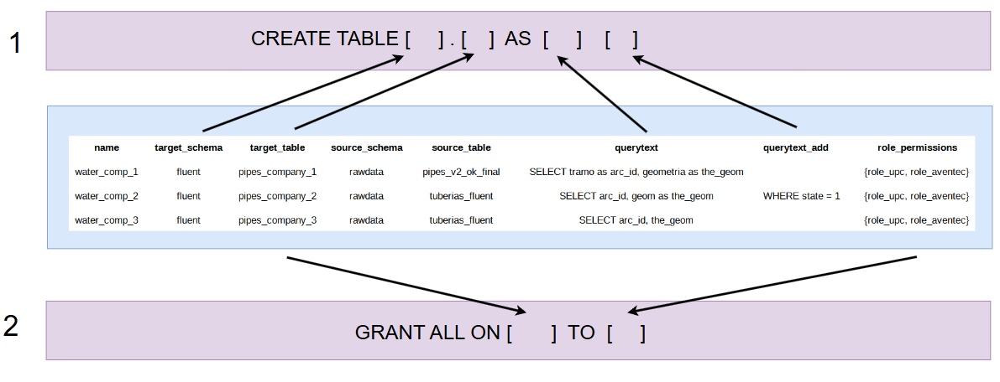 1
CREATE TABLE [ ] . [ ] AS [ ] [ ]
name target_schema target_table source_schema source_table querytext querytext_add role_permissions
water_comp_1 fluent pipes_company_1 rawdata pipes_v2_ok_final SELECT tramo as arc_id, geometria as the_geom {role_upc, role_aventec}
water_comp_2 fluent pipes_company_2 rawdata tuberias_fluent SELECT arc_id, geom as the_geom WHERE state = 1 {role_upc, role_aventec}
water_comp_3 fluent pipes_company_3 rawdata tuberias_fluent SELECT arc_id, the_geom {role_upc, role_aventec}
2
GRANT ALL ON [ ] TO [ ]